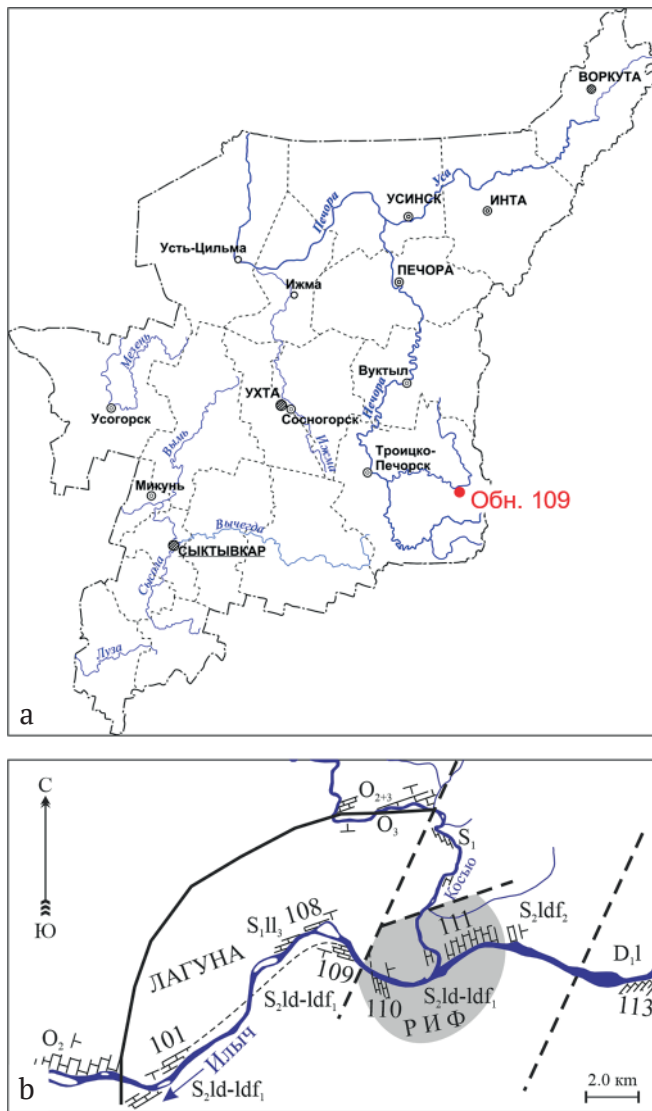 ВОРКУТА
Уса
УСИНСК
ИНТА
Печора
Усть-Цильма
ПЕЧОРА
Ижма
Мезень
Вуктыл
УХТА
Сосногорск
Печора
Усогорск
Вымь
Ижма
Троицко-
Печорск
Микунь
Обн. 109
Вычегда
СЫКТЫВКАР
Сысола
Луза
а
С
Ю
O₂₊₃
O₃
S₁
Косью
108
S₁ll₃
111
S₂ldf₂
ЛАГУНА
109
D₁l
S₂ld-ldf₁
110
S₂ld-ldf₁
113
РИФ
O₂
101
Илыч
S₂ld-ldf₁
2.0 км
b